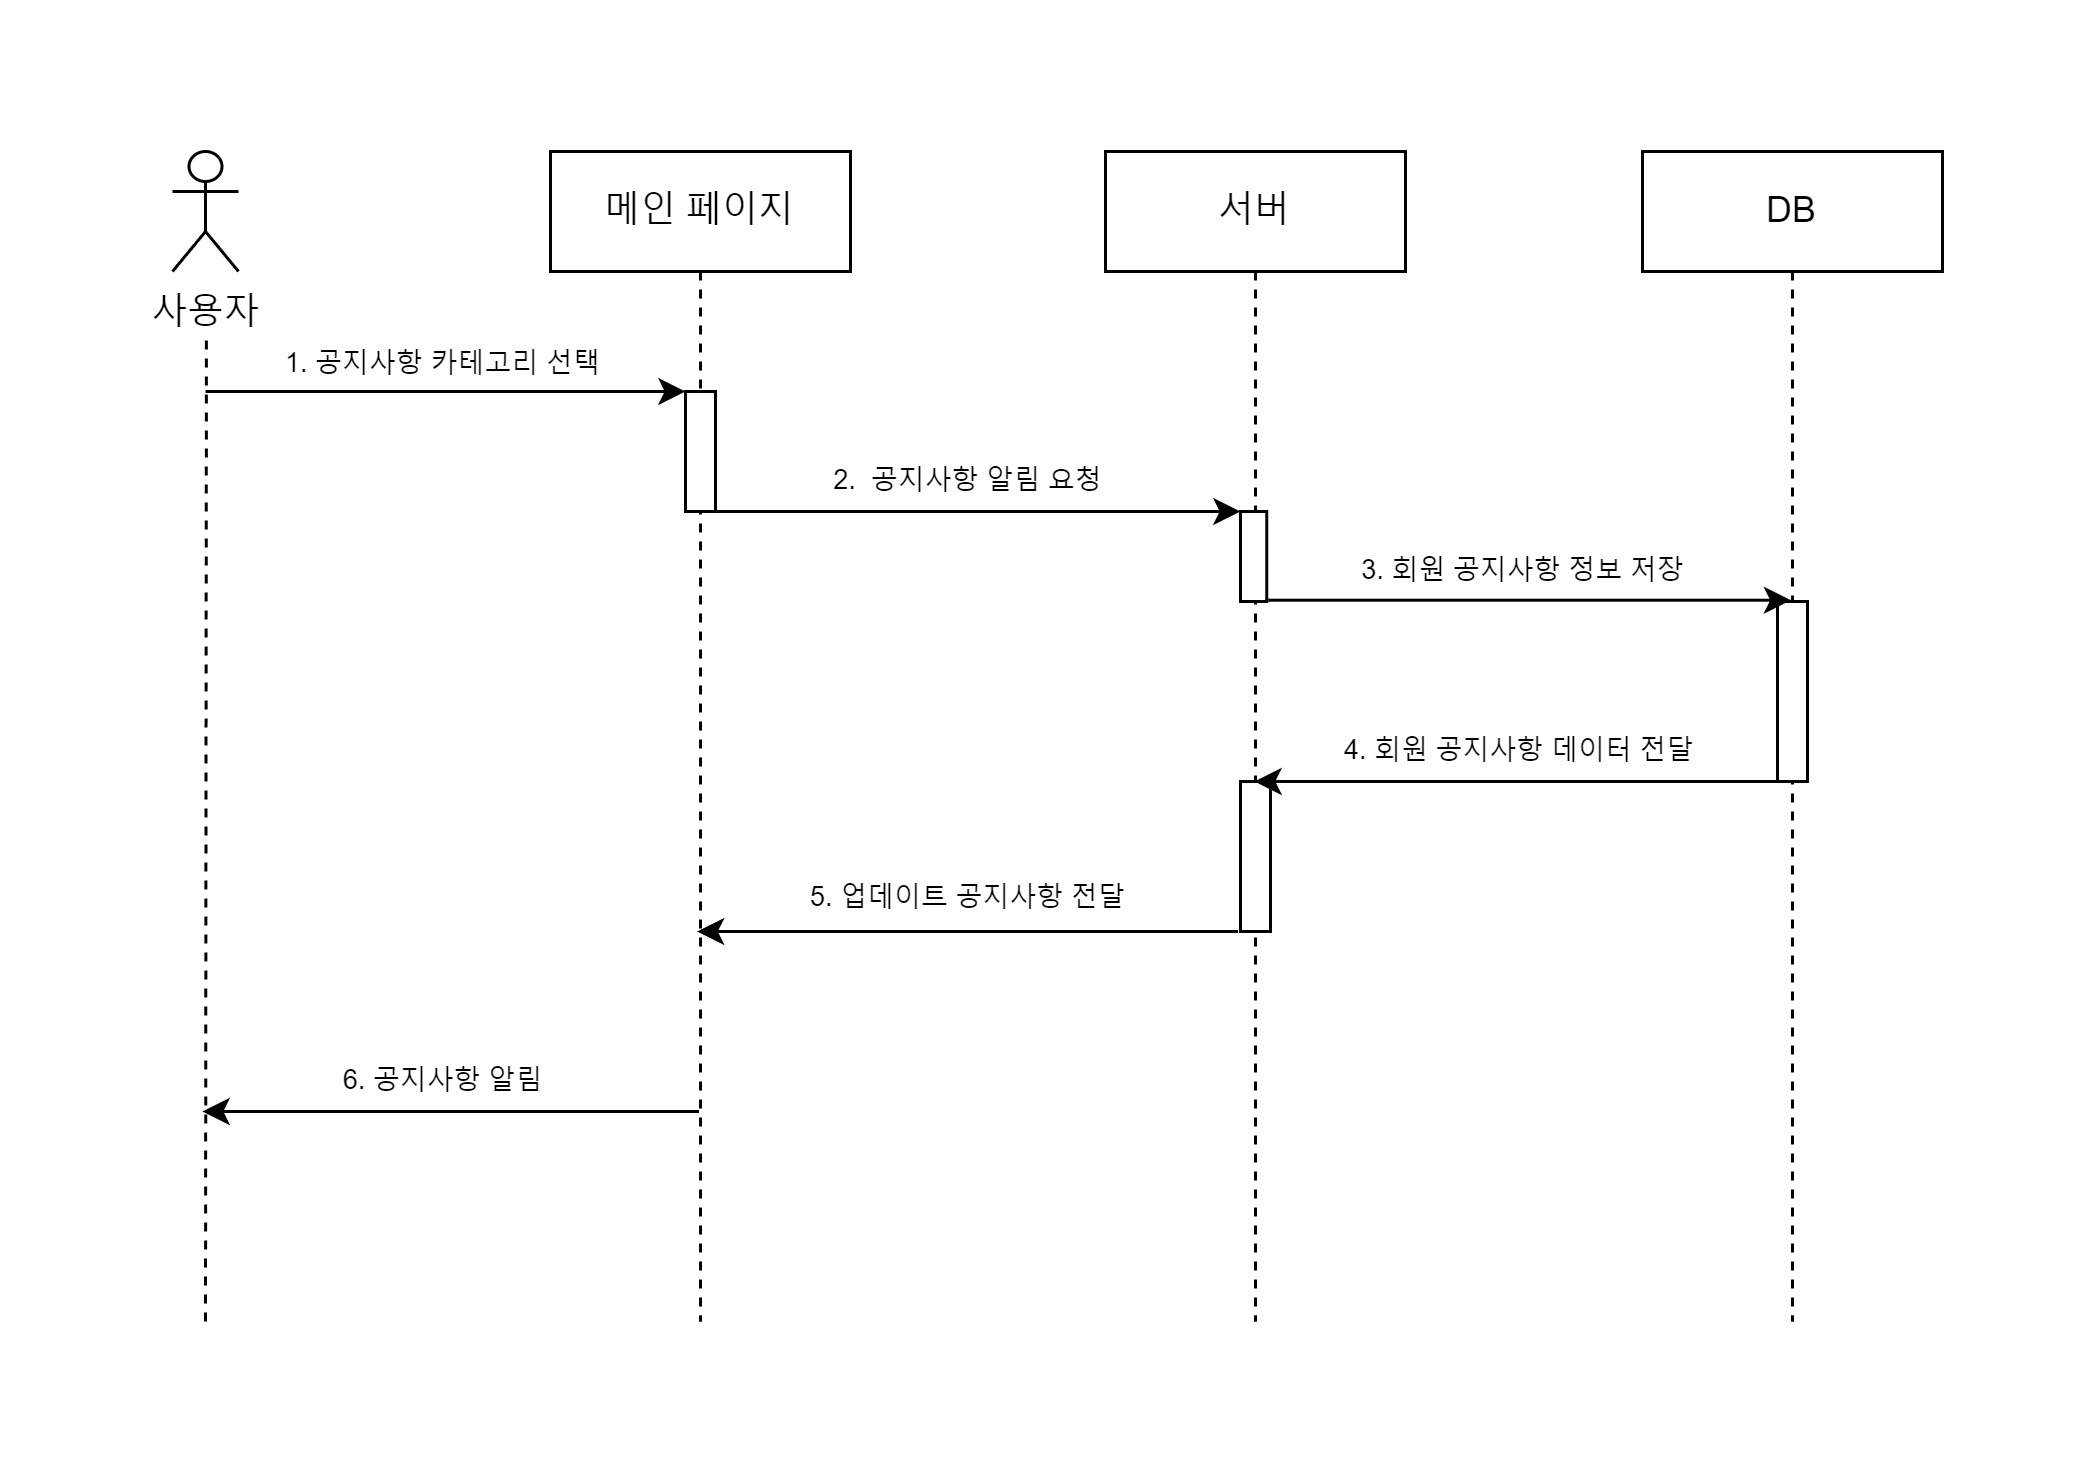 메인 페이지
서버
DB
사용자
1. 공지사항 카테고리 선택
2. 공지사항 알림 요청
3. 회원 공지사항 정보 저장
4. 회원 공지사항 데이터 전달
5. 업데이트 공지사항 전달
6. 공지사항 알림